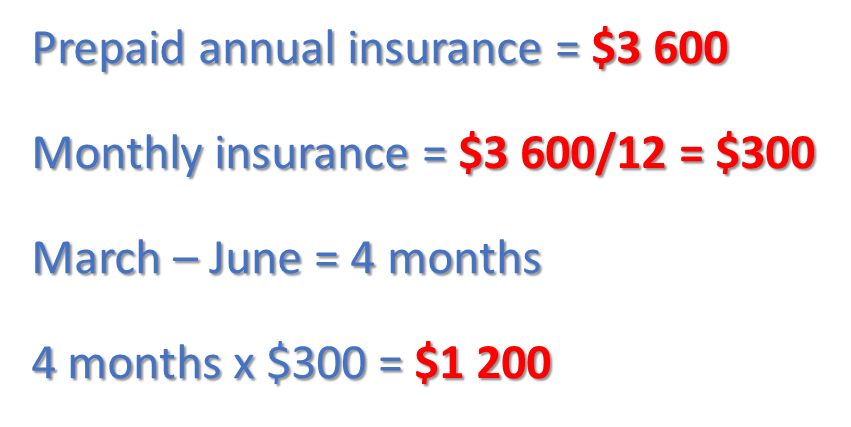 Prepaid annual insurance = $3 600
Monthly insurance = $3 600/12 = $300
March – June = 4 months
4 months x $300 = $1 200